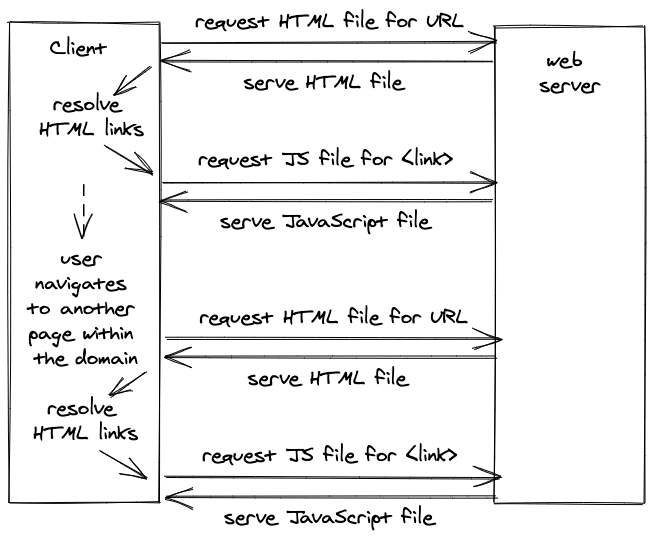 request HTML file for URL
Client
web
server
serve HTML file
resolve
HTML links
request JS file for <link>
serve JavaScript file
user
navigates
to another
page within
the domain
request HTML file for URL
serve HTML file
resolve
HTML links
request JS file for <link>
serve JavaScript file